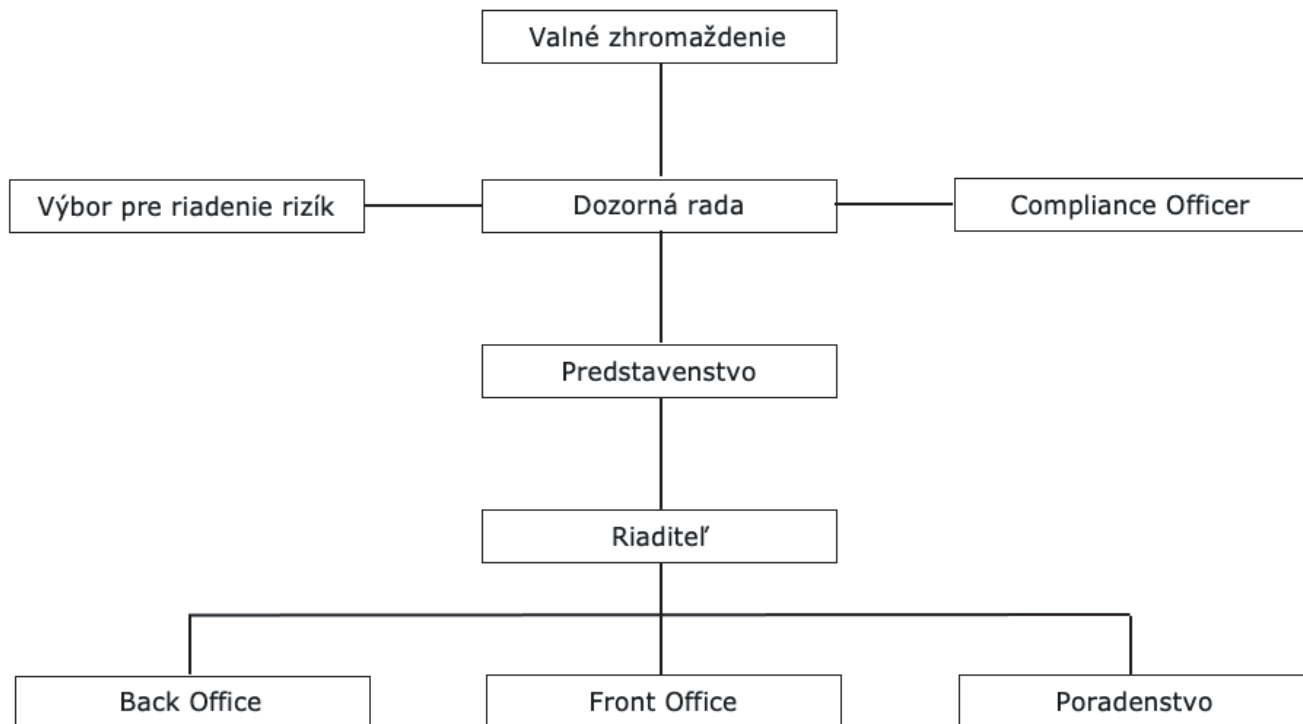 Valné zhromaždenie
Výbor pre riadenie rizík
Dozorná rada
Compliance Officer
Predstavenstvo
Riaditeľ
Back Office
Front Office
Poradenstvo